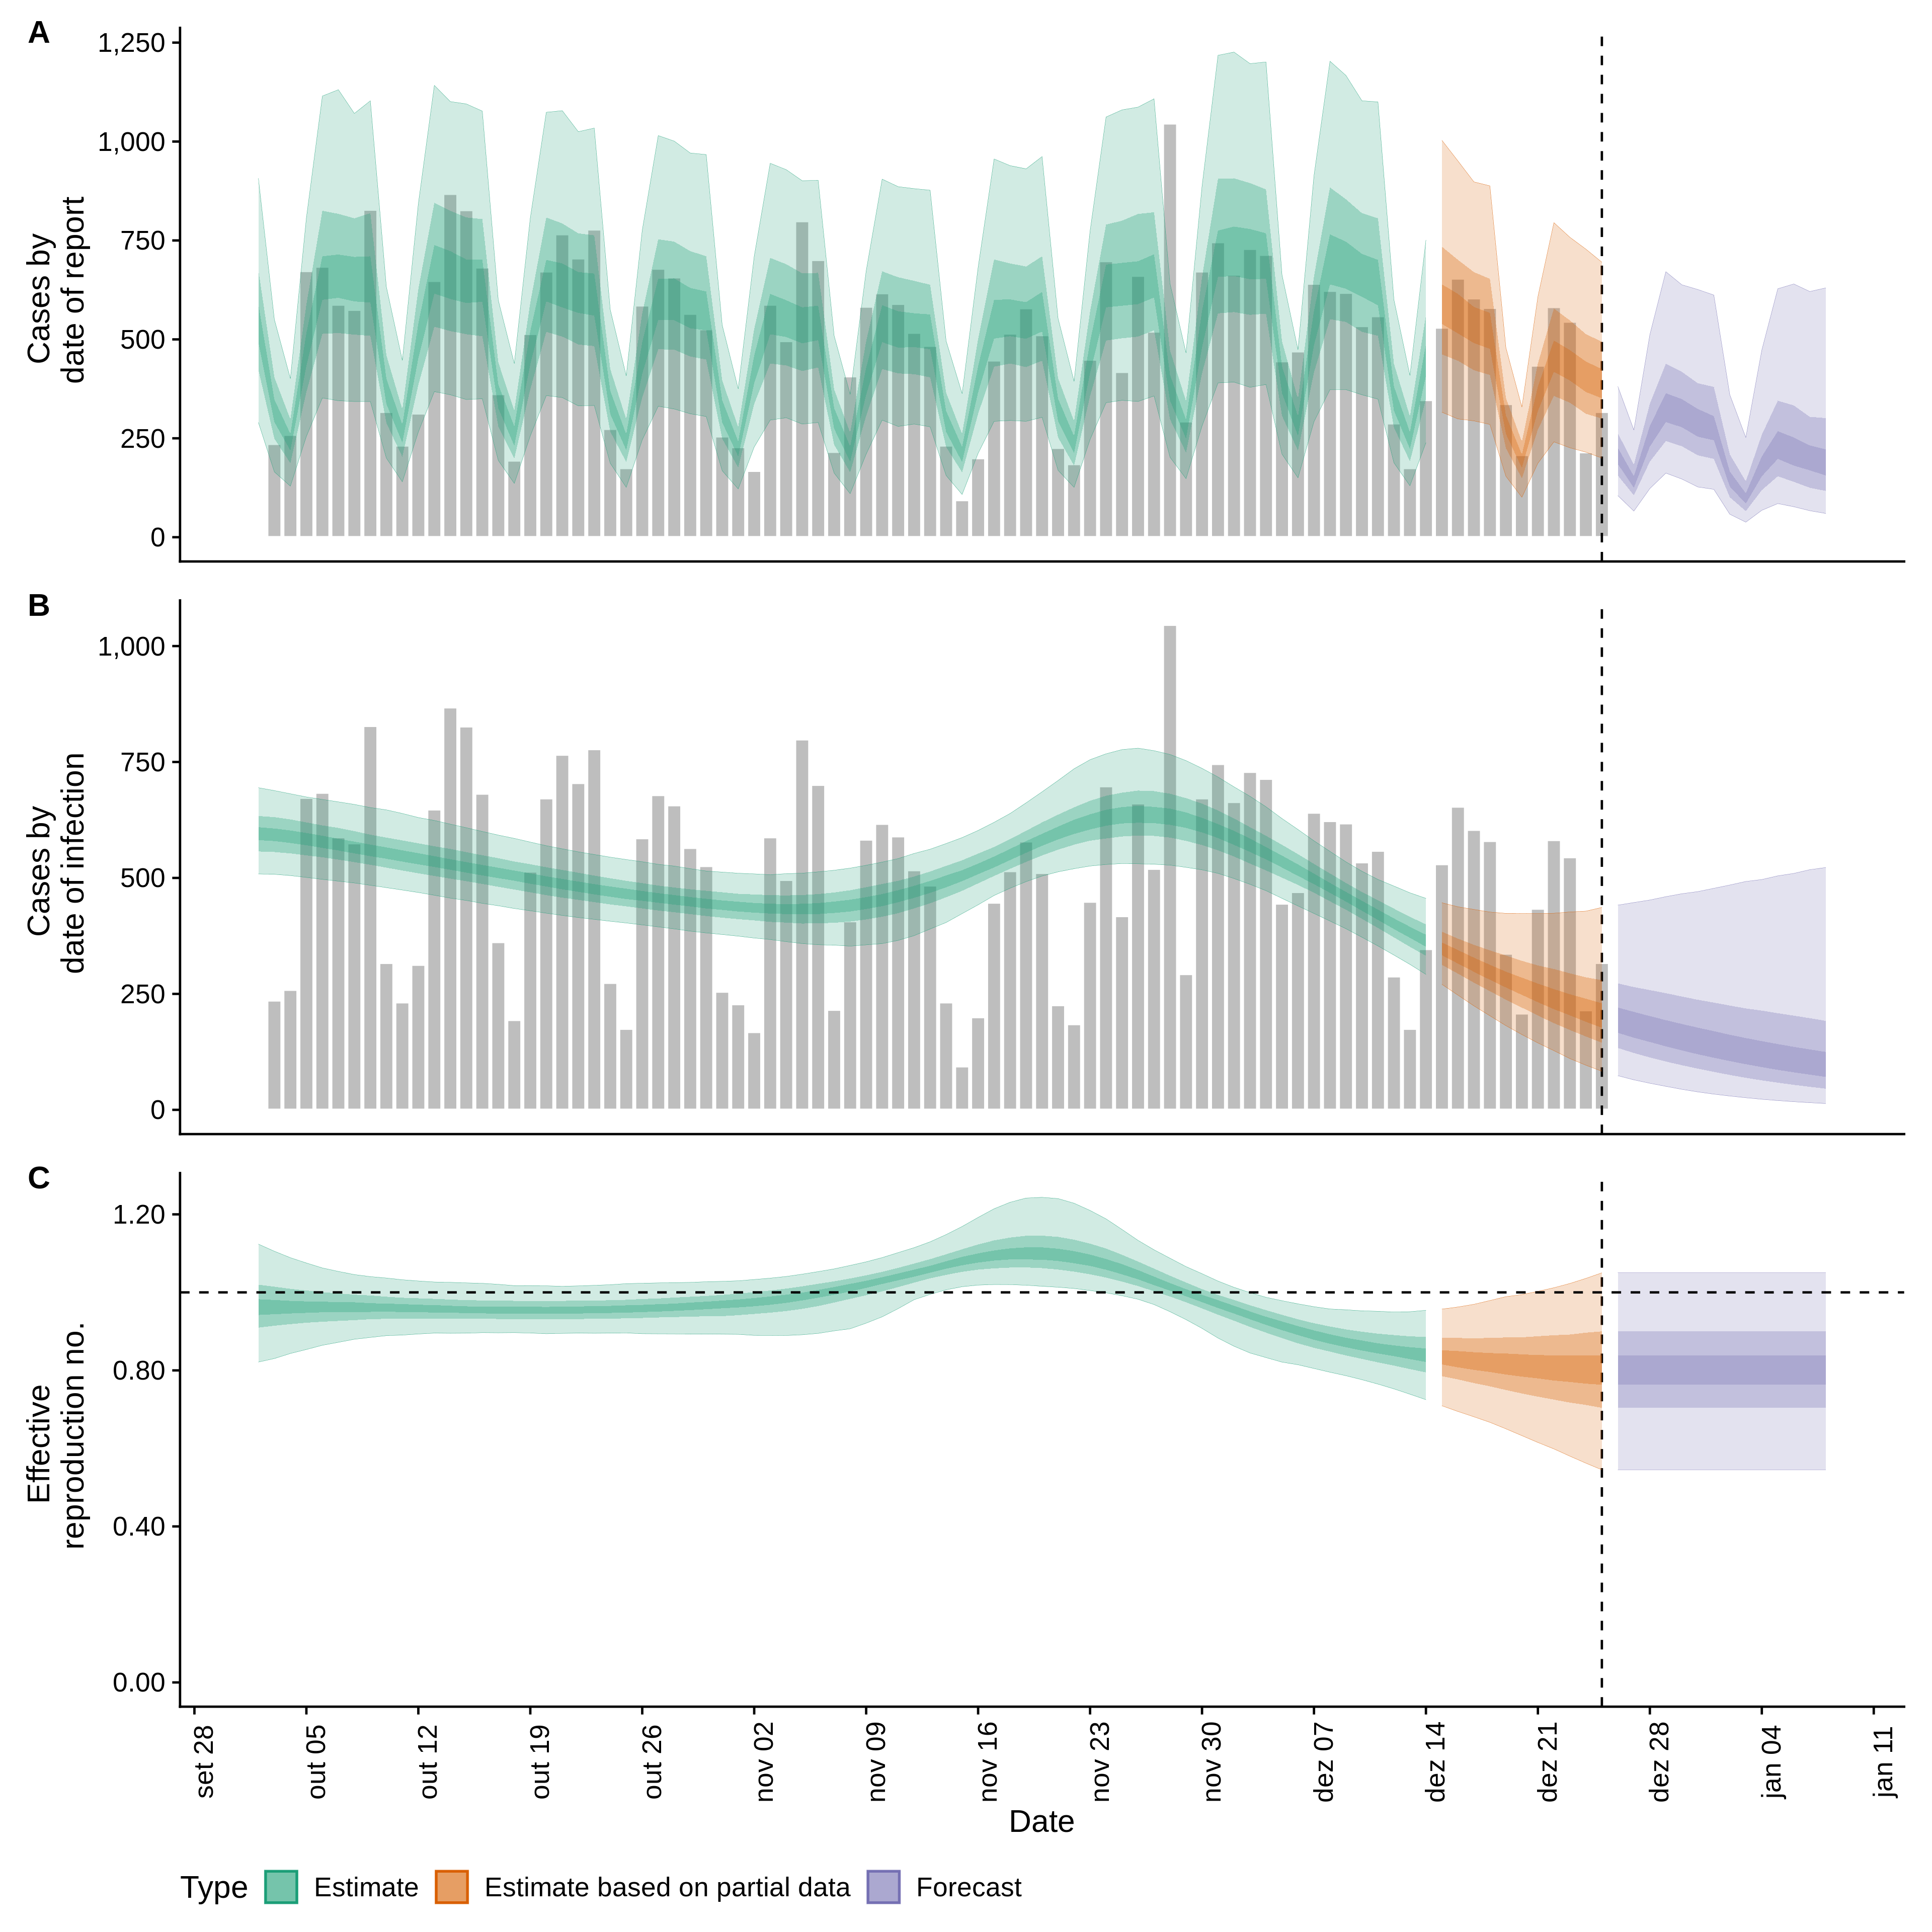 A
1,250
1,000
750
500
250
0
Cases by
date of report
B
1,000
750
500
250
0
Cases by
date of infection
C
1.20
0.80
0.40
0.00
Effective
reproduction no.
set 28
out 05
out 12
out 19
out 26
nov 02
nov 09
nov 16
nov 23
nov 30
dez 07
dez 14
dez 21
dez 28
jan 04
jan 11
Date
Type
Estimate
Estimate based on partial data
Forecast